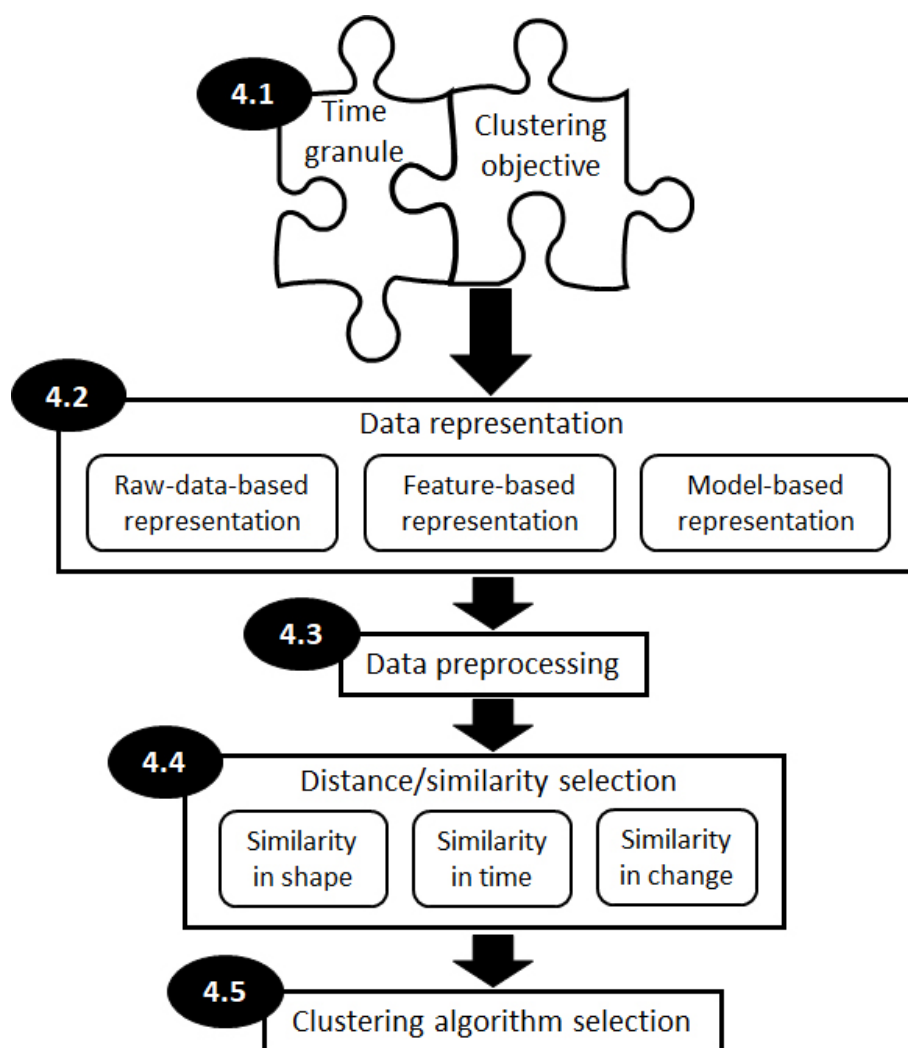 4.1
Time
granule
Clustering
objective
4.2
Data representation
Raw-data-based
representation
Feature-based
representation
Model-based
representation
4.3
Data preprocessing
4.4
Distance/similarity selection
Similarity
in shape
Similarity
in time
Similarity
in change
4.5
Clustering algorithm selection